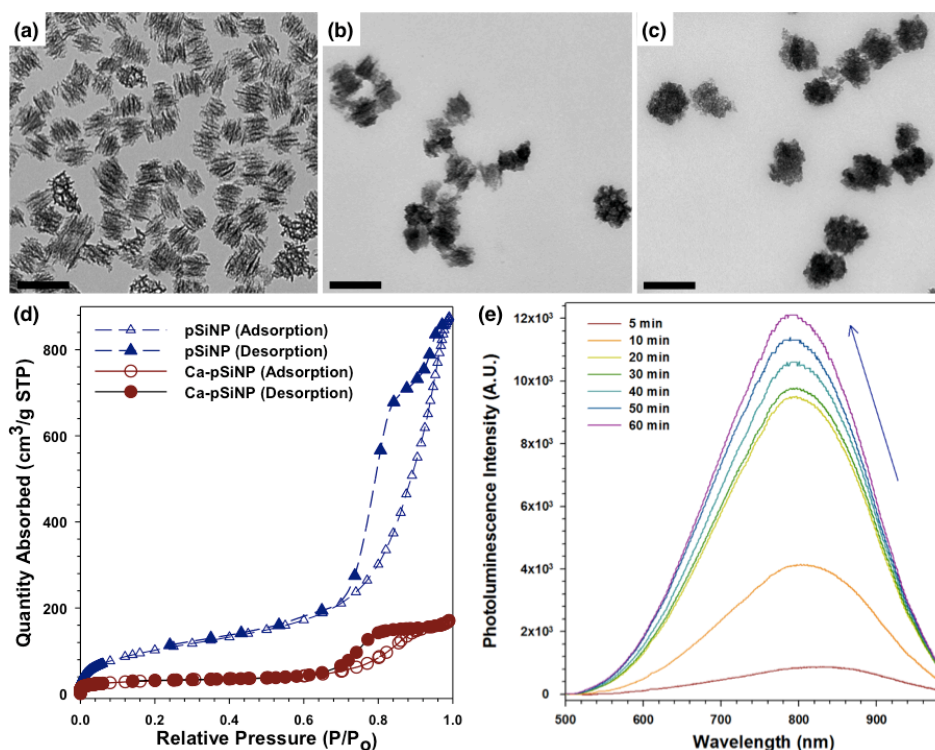 (a)
(b)
(c)
(d)
pSiNP (Adsorption)
pSiNP (Desorption)
Ca-pSiNP (Adsorption)
Ca-pSiNP (Desorption)
Quantity Absorbed (cm³/g STP)
800
600
400
200
0
0.0 0.2 0.4 0.6 0.8 1.0
Relative Pressure (P/P₀)
(e)
5 min
10 min
20 min
30 min
40 min
50 min
60 min
Photoluminescence Intensity (A.U.)
12x10³
10x10³
8x10³
6x10³
4x10³
2x10³
0
500 600 700 800 900
Wavelength (nm)